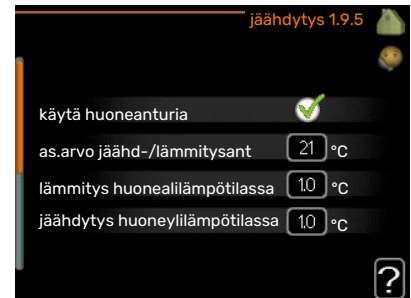 jäähdytys 1.9.5
käytä huoneanturia
as.arvo jäähd-/lämmitysant 21 °C
lämmitys huonealilämpötilassa 1.0 °C
jäähdytys huoneylilämpötilassa 1.0 °C
?